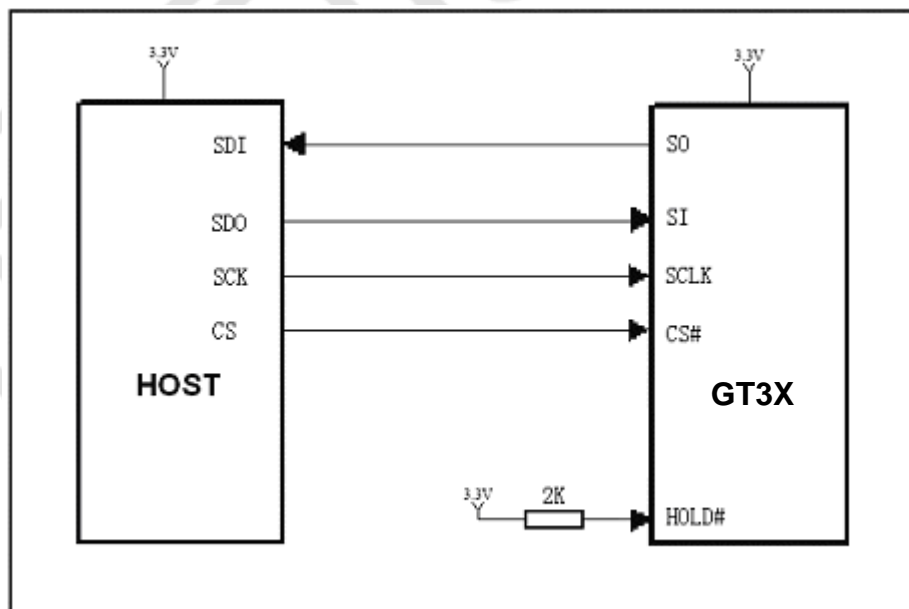 3.3V
3.3V
SDI
SO
SDO
SI
SCK
SCLK
CS
CS#
HOST
GT3X
3.3V
2K
HOLD#